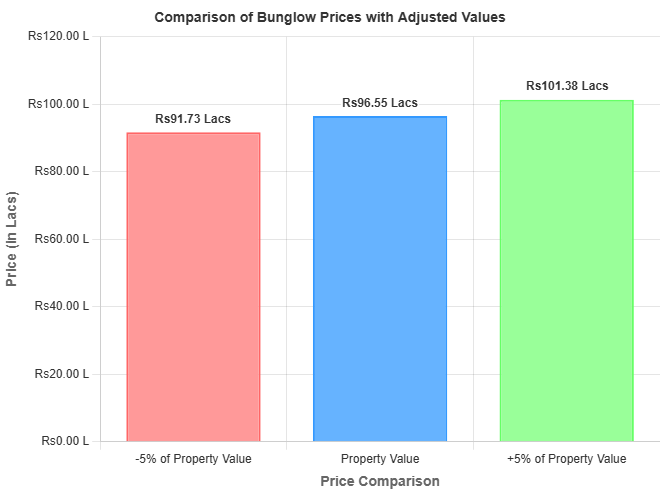 Comparison of Bunglow Prices with Adjusted Values
Rs120.00 L
Rs100.00 L
Rs80.00 L
Rs60.00 L
Rs40.00 L
Rs20.00 L
Rs0.00 L
Price (In Lacs)
Rs91.73 Lacs
Rs96.55 Lacs
Rs101.38 Lacs
-5% of Property Value
Property Value
+5% of Property Value
Price Comparison